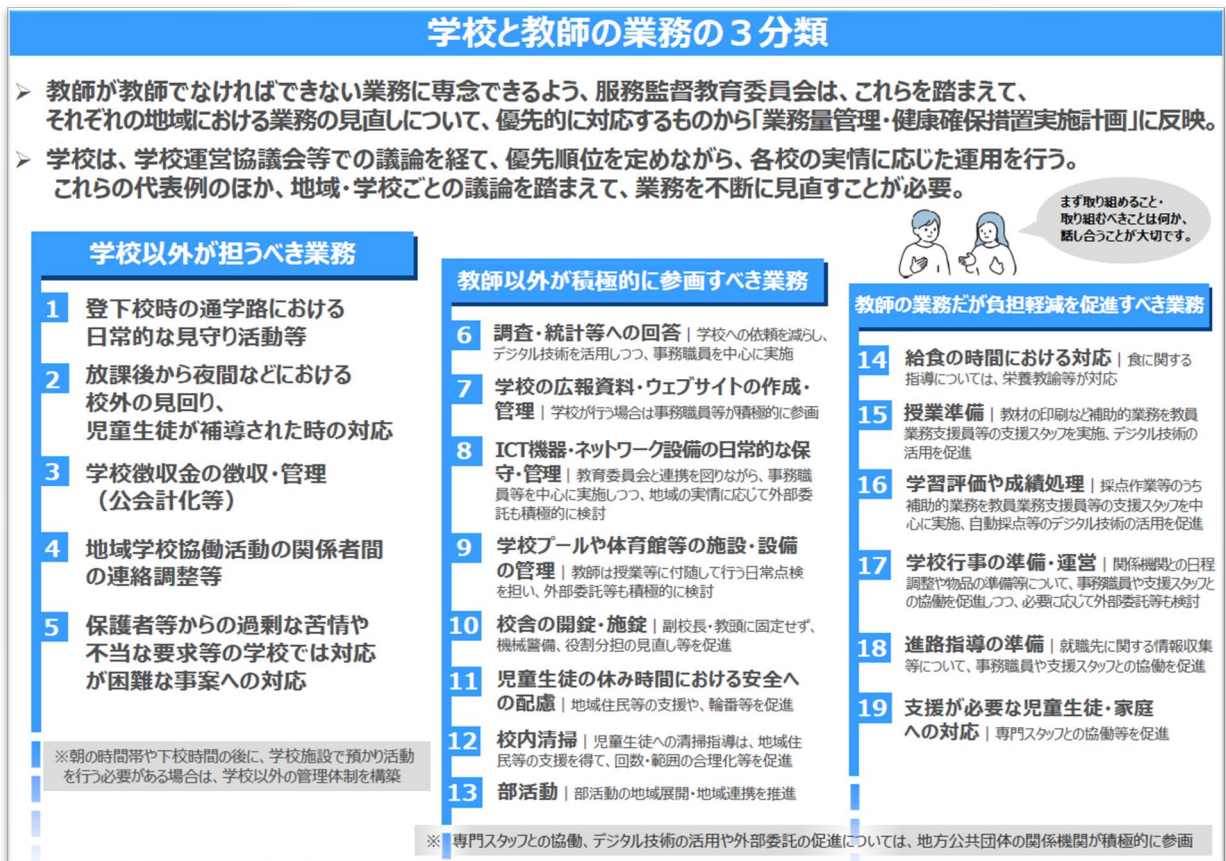 学校と教師の業務の３分類
➢ 教師が教師でなければできない業務に専念できるよう、服務監督教育委員会は、これらを踏まえて、
それぞれの地域における業務の見直しについて、優先的に対応するものから「業務量管理・健康確保措置実施計画」に反映。
➢ 学校は、学校運営協議会等での議論を経て、優先順位を定めながら、各校の実情に応じた運用を行う。
これらの代表例のほか、地域・学校ごとの議論を踏まえて、業務を不断に見直すことが必要。
まず取り組めること・
取り組むべきことは何か、
話し合うことが大切です。
学校以外が担うべき業務
1 登下校時の通学路における
日常的な見守り活動等
2 放課後から夜間などにおける
校外の見回り、
児童生徒が補導された時の対応
3 学校徴収金の徴収・管理
（公会計化等）
4 地域学校協働活動の関係者間
の連絡調整等
5 保護者等からの過剰な苦情や
不当な要求等の学校では対応
が困難な事案への対応
※朝の時間帯や下校時間の後に、学校施設で預かり活動
を行う必要がある場合は、学校以外の管理体制を構築
教師以外が積極的に参画すべき業務
6 調査・統計等への回答｜学校への依頼を減らし、
デジタル技術を活用しつつ、事務職員を中心に実施
7 学校の広報資料・ウェブサイトの作成・
管理｜学校が行う場合は事務職員等が積極的に参画
8 ICT機器・ネットワーク設備の日常的な保
守・管理｜教育委員会と連携を図りながら、事務職
員等を中心に実施しつつ、地域の実情に応じて外部委
託も積極的に検討
9 学校プールや体育館等の施設・設備
の管理｜教師は授業等に付随して行う日常点検
を担い、外部委託等も積極的に検討
10 校舎の開錠・施錠｜副校長・教頭に固定せず、
機械警備、役割分担の見直し等を促進
11 児童生徒の休み時間における安全へ
の配慮｜地域住民等の支援や、輪番等を促進
12 校内清掃｜児童生徒への清掃指導は、地域住
民等の支援を得て、回数・範囲の合理化等を促進
13 部活動｜部活動の地域展開・地域連携を推進
教師の業務だが負担軽減を促進すべき業務
14 給食の時間における対応｜食に関する
指導については、栄養教諭等が対応
15 授業準備｜教材の印刷など補助的業務を教員
業務支援員等の支援スタッフを実施、デジタル技術の
活用を促進
16 学習評価や成績処理｜採点作業等のうち
補助的業務を教員業務支援員等の支援スタッフを中
心に実施、自動採点等のデジタル技術の活用を促進
17 学校行事の準備・運営｜関係機関との日程
調整や物品の準備等について、事務職員や支援スタッフと
の協働を促進しつつ、必要に応じて外部委託等も検討
18 進路指導の準備｜就職先に関する情報収集
等について、事務職員や支援スタッフとの協働を促進
19 支援が必要な児童生徒・家庭
への対応｜専門スタッフとの協働等を促進
※ 専門スタッフとの協働、デジタル技術の活用や外部委託の促進については、地方公共団体の関係機関が積極的に参画